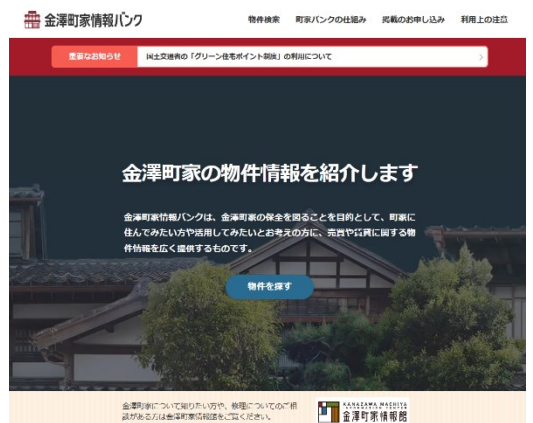 金澤町家情報バンク
物件検索 町家バンクの仕組み 掲載のお申し込み 利用上の注意
重要なお知らせ 国土交通省の「グリーン住宅ポイント制度」の利用について
金澤町家の物件情報を紹介します
金澤町家情報バンクは、金澤町家の保全を図ることを目的として、町家に
住んでみたい方や活用してみたいとお考えの方に、売買や賃貸に関する物
件情報を広く提供するものです。
物件を探す
金澤町家について知りたい方や、修理についてのご相
談がある方は金澤町家情報館をご覧ください。
KANAZAWA MACHIYA
金澤町家情報館